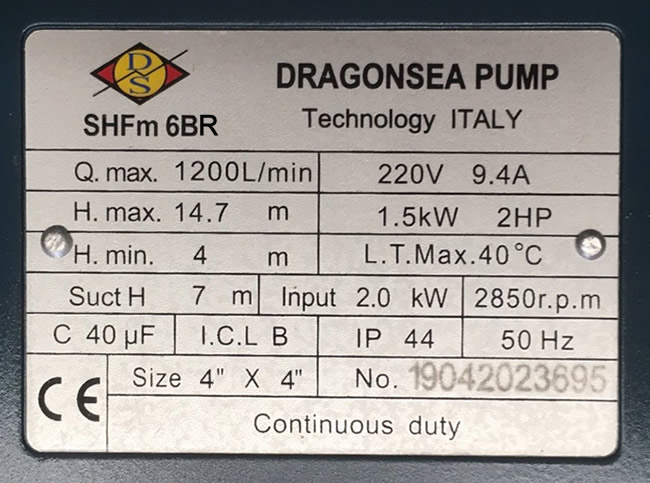 DS
DRAGONSEA PUMP
SHFm 6BR
Technology ITALY
Q. max. 1200L/min 220V 9.4A
H. max. 14.7 m 1.5kW 2HP
H. min. 4 m L.T.Max.40°C
Suct H 7 m Input 2.0 kW 2850r.p.m
C 40 µF I.C.L B IP 44 50 Hz
CE Size 4" X 4" No. 19042023695
Continuous duty